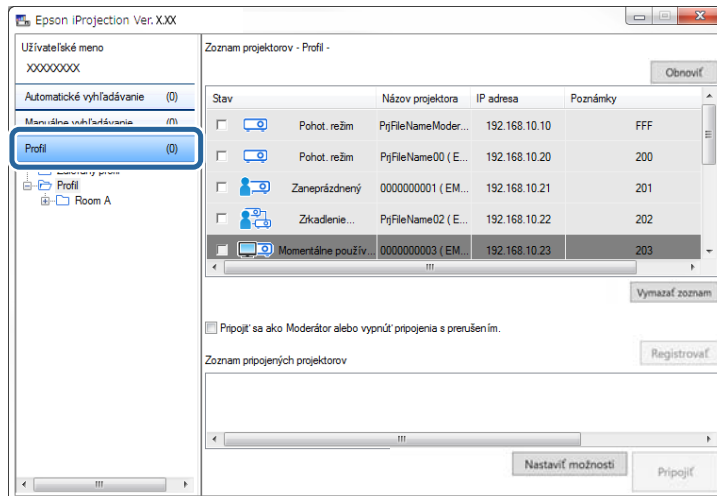 Epson iProjection Ver. X.XX
Užívateľské meno
XXXXXXXX
Automatické vyhľadávanie (0)
Manuálne vyhľadávanie (0)
Profil (0)
Profil
Room A
Zoznam projektorov - Profil -
Obnoviť
Stav Názov projektora IP adresa Poznámky
Pohot. režim PrjFileNameModer... 192.168.10.10 FFF
Pohot. režim PrjFileName00 ( E... 192.168.10.20 200
Zaneprázdnený 0000000001 ( EM... 192.168.10.21 201
Zrkadlenie... PrjFileName02 ( E... 192.168.10.22 202
Momentálne použív... 0000000003 ( EM... 192.168.10.23 203
Vymazať zoznam
Pripojiť sa ako Moderátor alebo vypnúť pripojenia s prerušením.
Registrovať
Zoznam pripojených projektorov
Nastaviť možnosti
Pripojiť